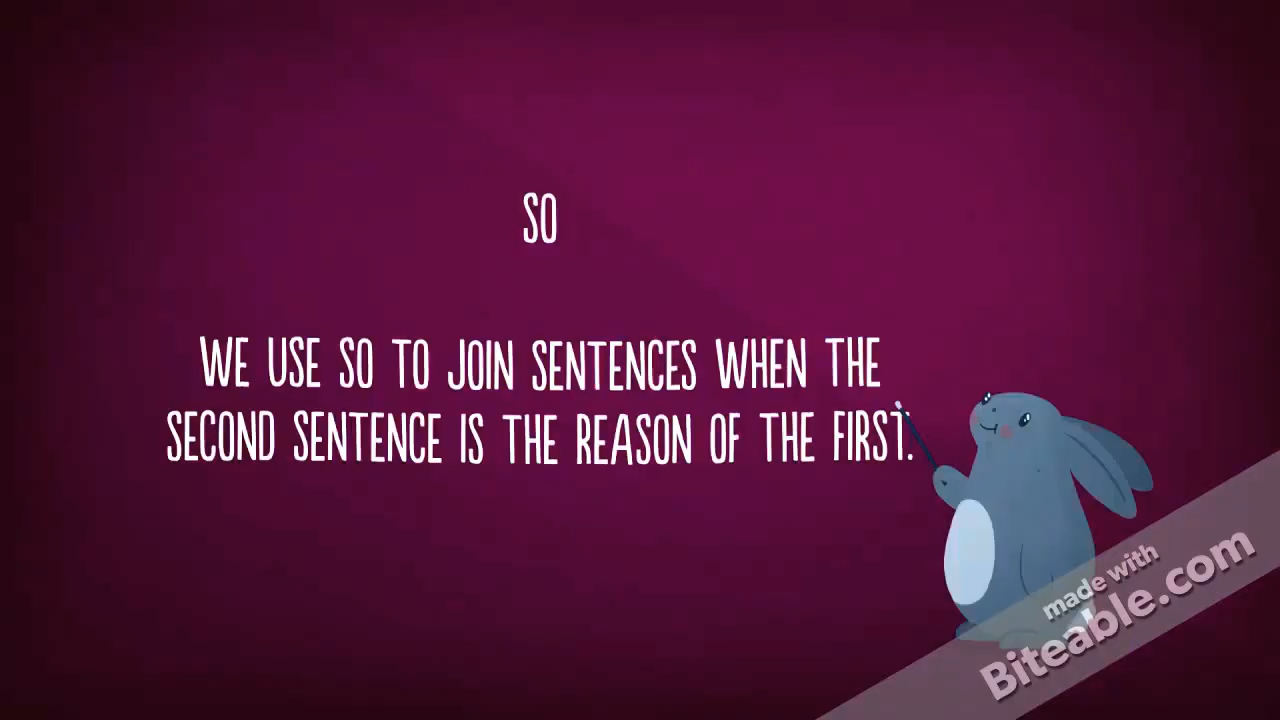 SO
WE USE SO TO JOIN SENTENCES WHEN THE
SECOND SENTENCE IS THE REASON OF THE FIRST.
made with
Biteable.com